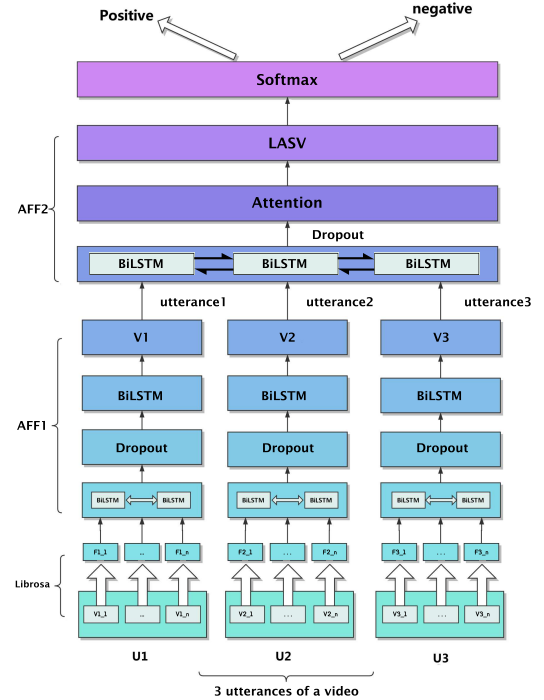 Positive
negative
Softmax
LASV
AFF2
Attention
Dropout
BiLSTM BiLSTM BiLSTM
utterance1 utterance2 utterance3
V1 V2 V3
BiLSTM BiLSTM BiLSTM
AFF1
Dropout Dropout Dropout
BiLSTM BiLSTM BiLSTM BiLSTM BiLSTM BiLSTM
F1_1 ... F1_n F2_1 ... F2_n F3_1 ... F3_n
Librosa
V1_1 ... V1_n V2_1 ... V2_n V3_1 ... V3_n
U1 U2 U3
3 utterances of a video